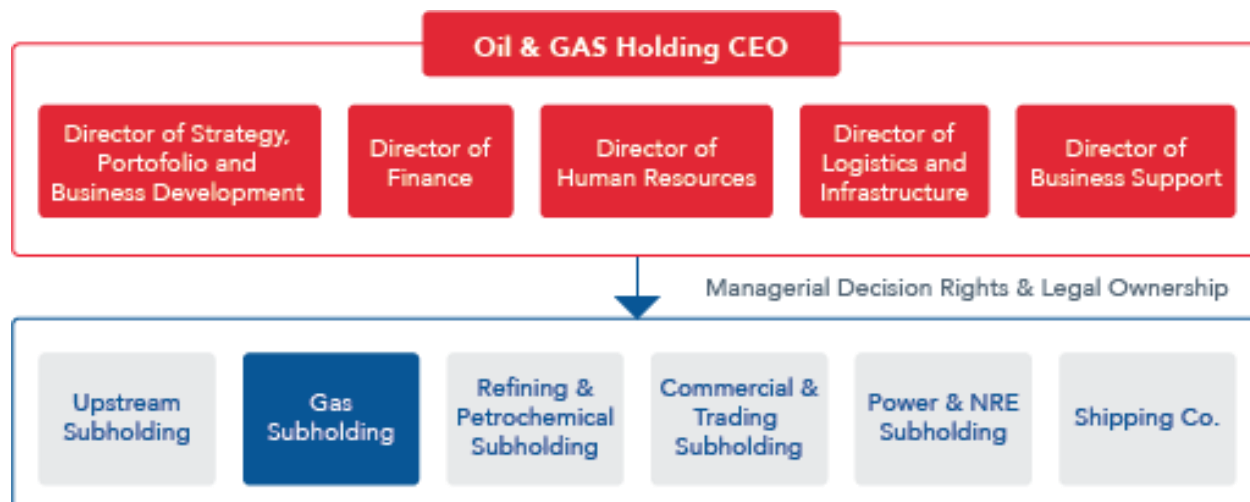 Oil & GAS Holding CEO
Director of Strategy,
Portofolio and
Business Development
Director of
Finance
Director of
Human Resources
Director of
Logistics and
Infrastructure
Director of
Business Support
Managerial Decision Rights & Legal Ownership
Upstream
Subholding
Gas
Subholding
Refining &
Petrochemical
Subholding
Commercial &
Trading
Subholding
Power & NRE
Subholding
Shipping Co.